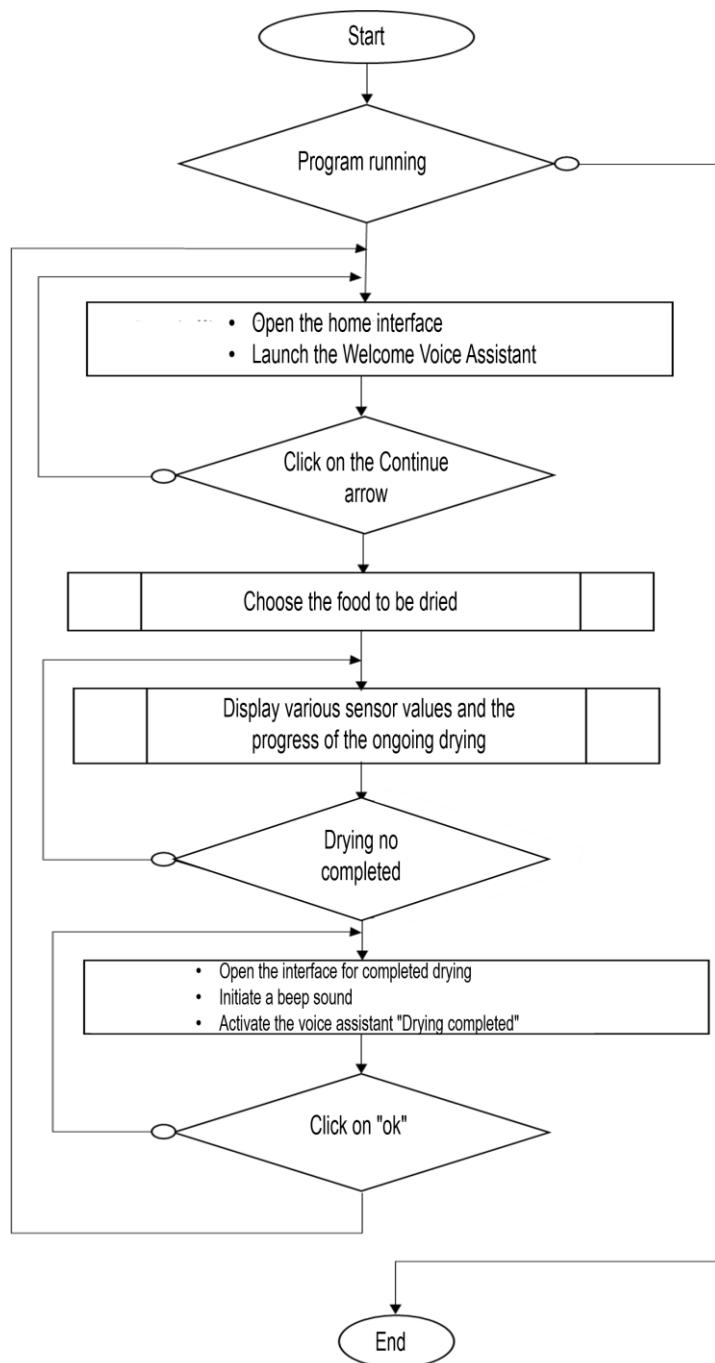 Start
Program running
• Open the home interface
• Launch the Welcome Voice Assistant
Click on the Continue
arrow
Choose the food to be dried
Display various sensor values and the
progress of the ongoing drying
Drying no
completed
• Open the interface for completed drying
• Initiate a beep sound
• Activate the voice assistant "Drying completed"
Click on "ok"
End